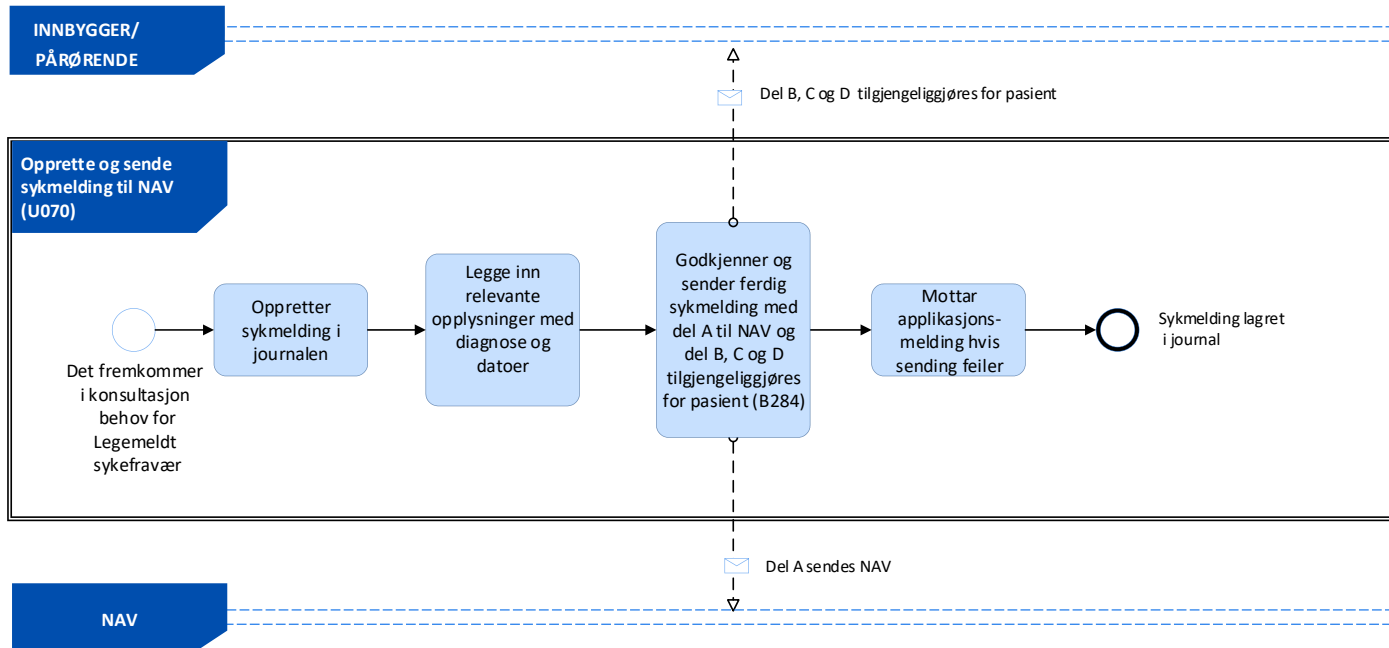 INNBYGGER/
PÅRØRENDE
Del B, C og D tilgjengeliggjøres for pasient
Opprette og sende
sykmelding til NAV
(U070)
Det fremkommer
i konsultasjon
behov for
Legemeldt
sykefravær
Oppretter
sykmelding i
journalen
Legge inn
relevante
opplysninger med
diagnose og
datoer
Godkjenner og
sender ferdig
sykmelding med
del A til NAV og
del B, C og D
tilgjengeliggjøres
for pasient (B284)
Mottar
applikasjons-
melding hvis
sending feiler
Sykmelding lagret
i journal
Del A sendes NAV
NAV